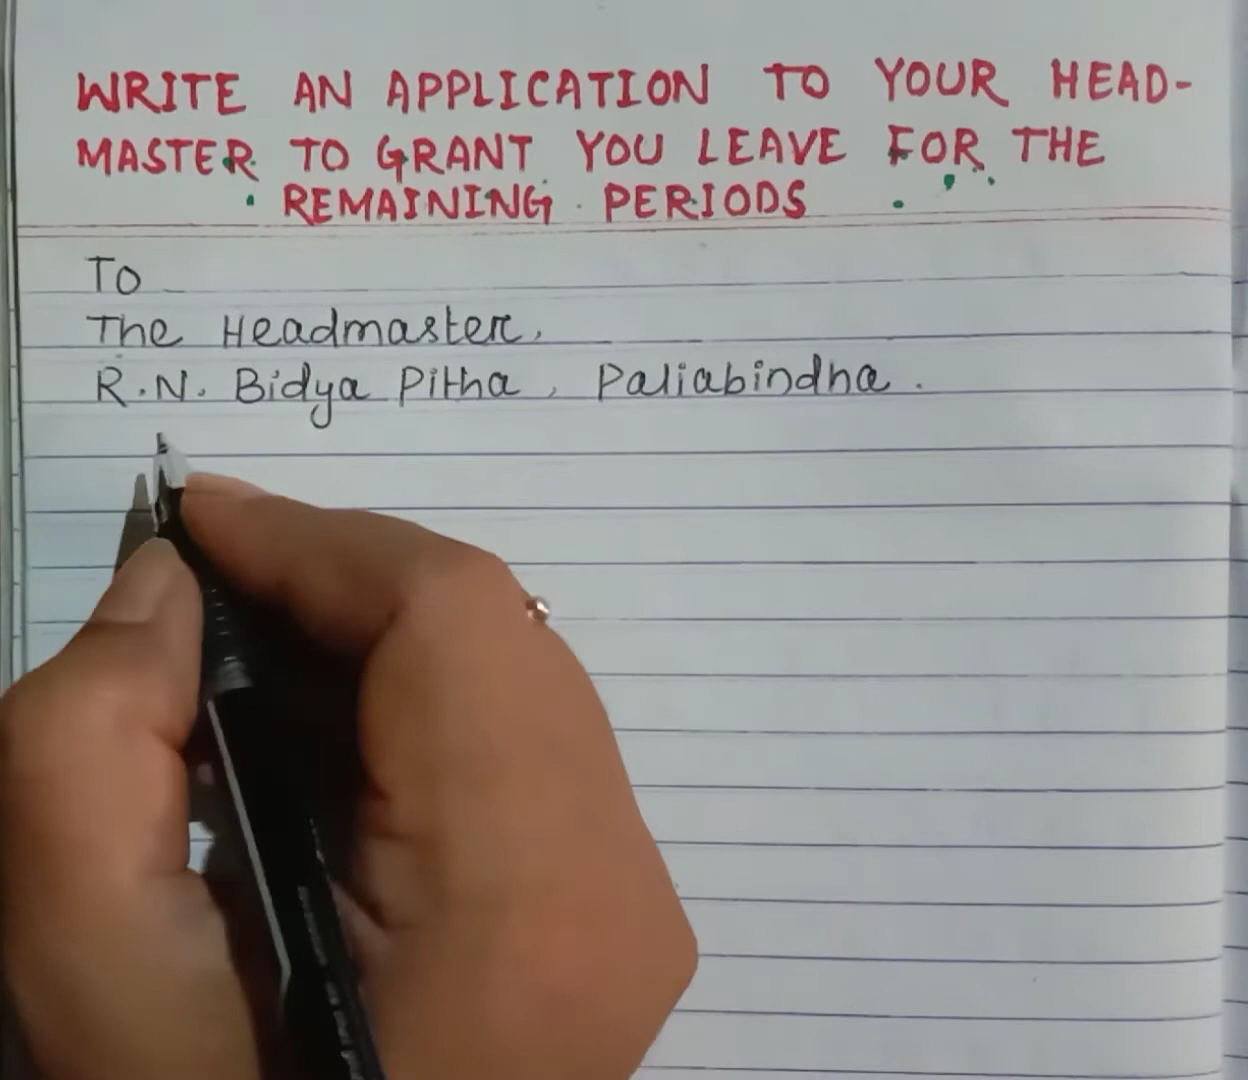 WRITE AN APPLICATION TO YOUR HEAD-
MASTER TO GRANT YOU LEAVE FOR THE
REMAINING PERIODS
To
The Headmaster,
R.N. Bidya Pitha, Paliabindha.